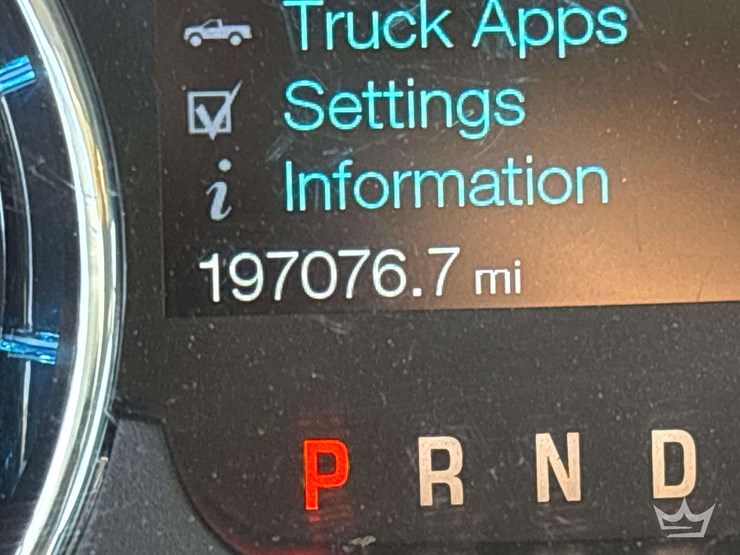 Truck Apps
Settings
Information
197076.7 mi
P R N D